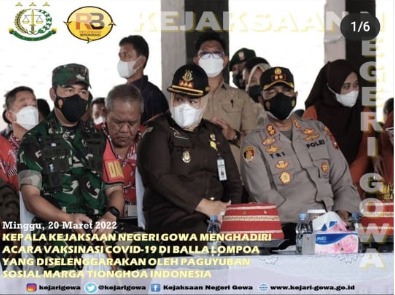 KEJAKSAAN
RB
1/6
NEGERI GOWA
POLRI
Minggu, 20 Maret 2022
KEPALA KEJAKSAAN NEGERI GOWA MENGHADIRI
ACARA VAKSINASI COVID-19 DI BALLA LOMPOA
YANG DISELENGGARAKAN OLEH PAGUYUBAN
SOSIAL MARGA TIONGHOA INDONESIA
kejarigowa @kejarigowa Kejaksaan Negeri Gowa www.kejari-gowa.go.id